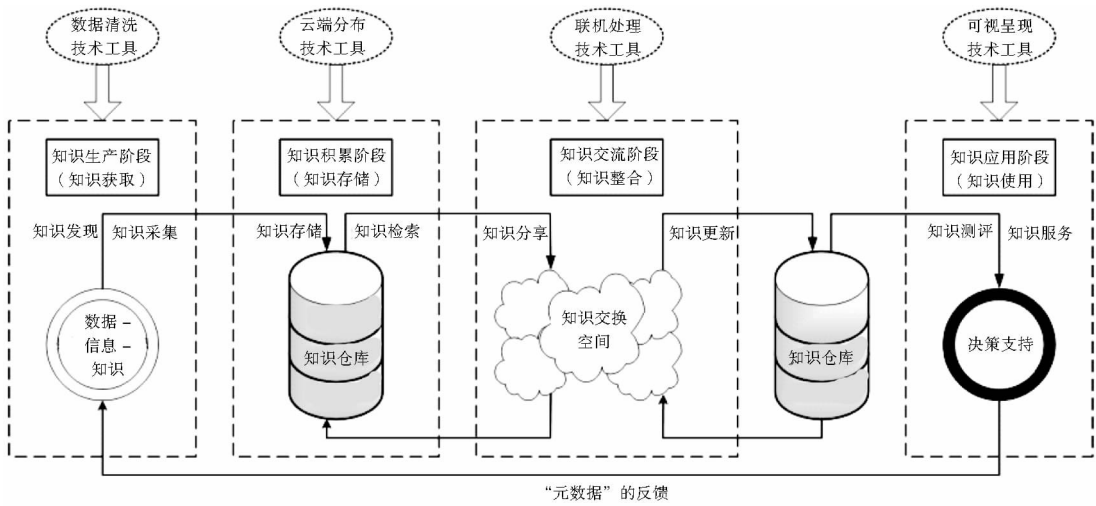 数据清洗
技术工具
云端分布
技术工具
联机处理
技术工具
可视呈现
技术工具
知识生产阶段
（知识获取）
知识积累阶段
（知识存储）
知识交流阶段
（知识整合）
知识应用阶段
（知识使用）
知识发现
知识采集
知识存储
知识检索
知识分享
知识更新
知识测评
知识服务
数据－
信息－
知识
知识仓库
知识交换
空间
知识仓库
决策支持
“元数据”的反馈